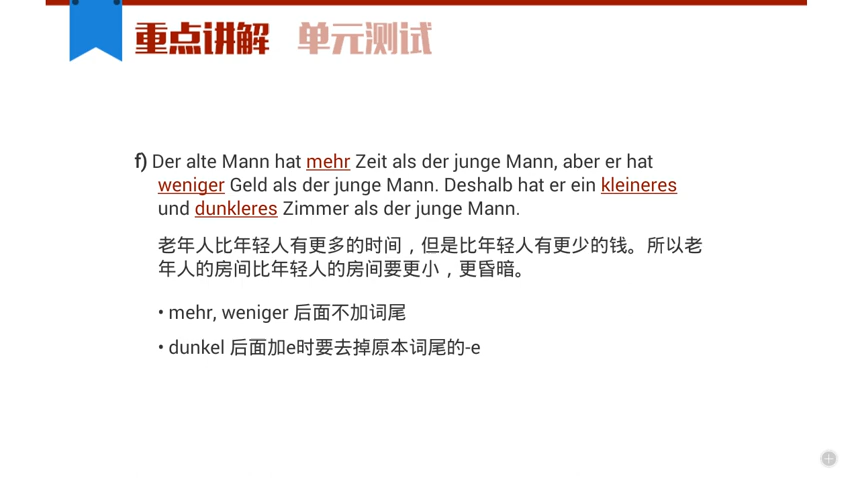 重点讲解 单元测试
f) Der alte Mann hat mehr Zeit als der junge Mann, aber er hat
weniger Geld als der junge Mann. Deshalb hat er ein kleineres
und dunkleres Zimmer als der junge Mann.
老年人比年轻人有更多的时间，但是比年轻人有更少的钱。所以老
年人的房间比年轻人的房间要更小，更昏暗。
• mehr, weniger 后面不加词尾
• dunkel 后面加e时要去掉原本词尾的-e